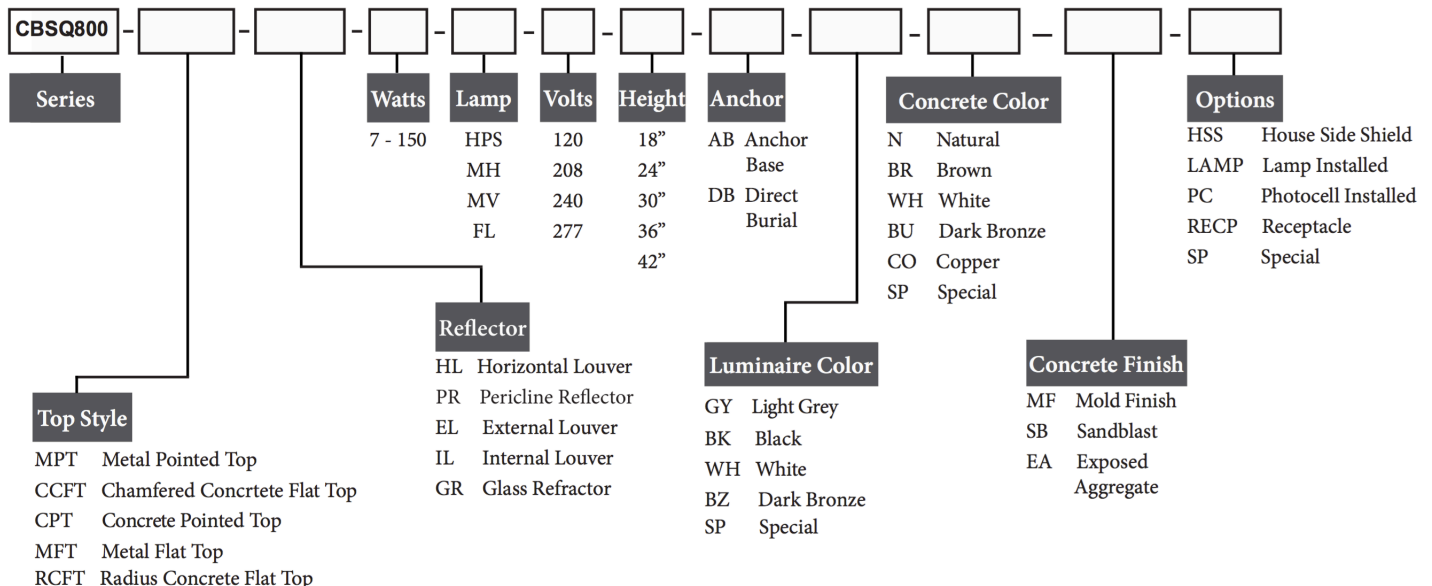 CBSQ800 - - - - - - - - - — -
Series
Watts
7 - 150
Lamp
HPS
MH
MV
FL
Volts
120
208
240
277
Height
18”
24”
30”
36”
42”
Anchor
AB Anchor
Base
DB Direct
Burial
Concrete Color
N Natural
BR Brown
WH White
BU Dark Bronze
CO Copper
SP Special
Options
HSS House Side Shield
LAMP Lamp Installed
PC Photocell Installed
RECP Receptacle
SP Special
Top Style
MPT Metal Pointed Top
CCFT Chamfered Concrtete Flat Top
CPT Concrete Pointed Top
MFT Metal Flat Top
RCFT Radius Concrete Flat Top
Reflector
HL Horizontal Louver
PR Pericline Reflector
EL External Louver
IL Internal Louver
GR Glass Refractor
Luminaire Color
GY Light Grey
BK Black
WH White
BZ Dark Bronze
SP Special
Concrete Finish
MF Mold Finish
SB Sandblast
EA Exposed
Aggregate